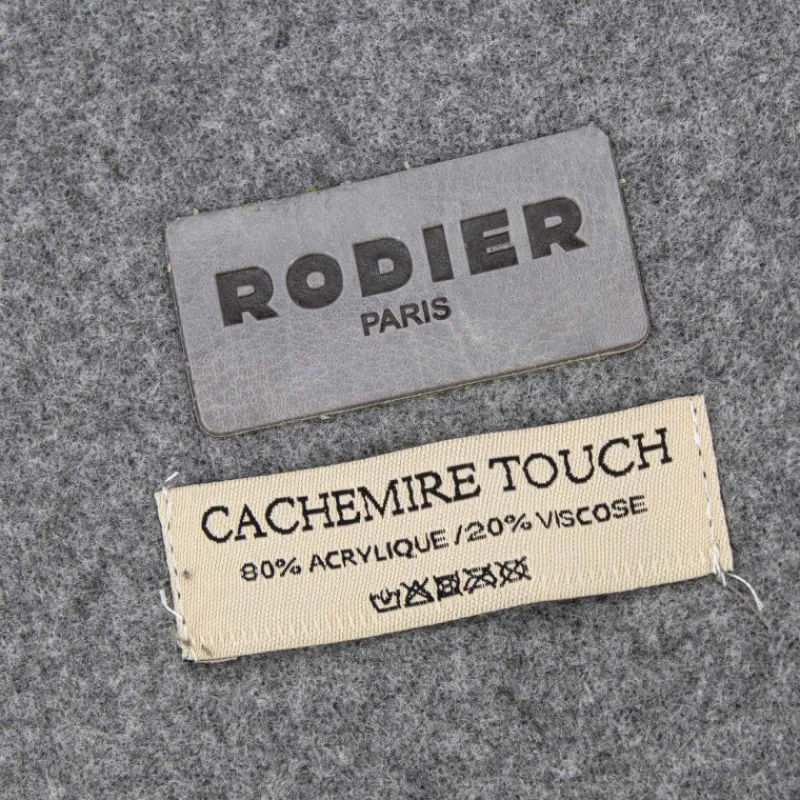 RODIER
PARIS
CACHEMIRE TOUCH
80% ACRYLIQUE / 20% VISCOSE